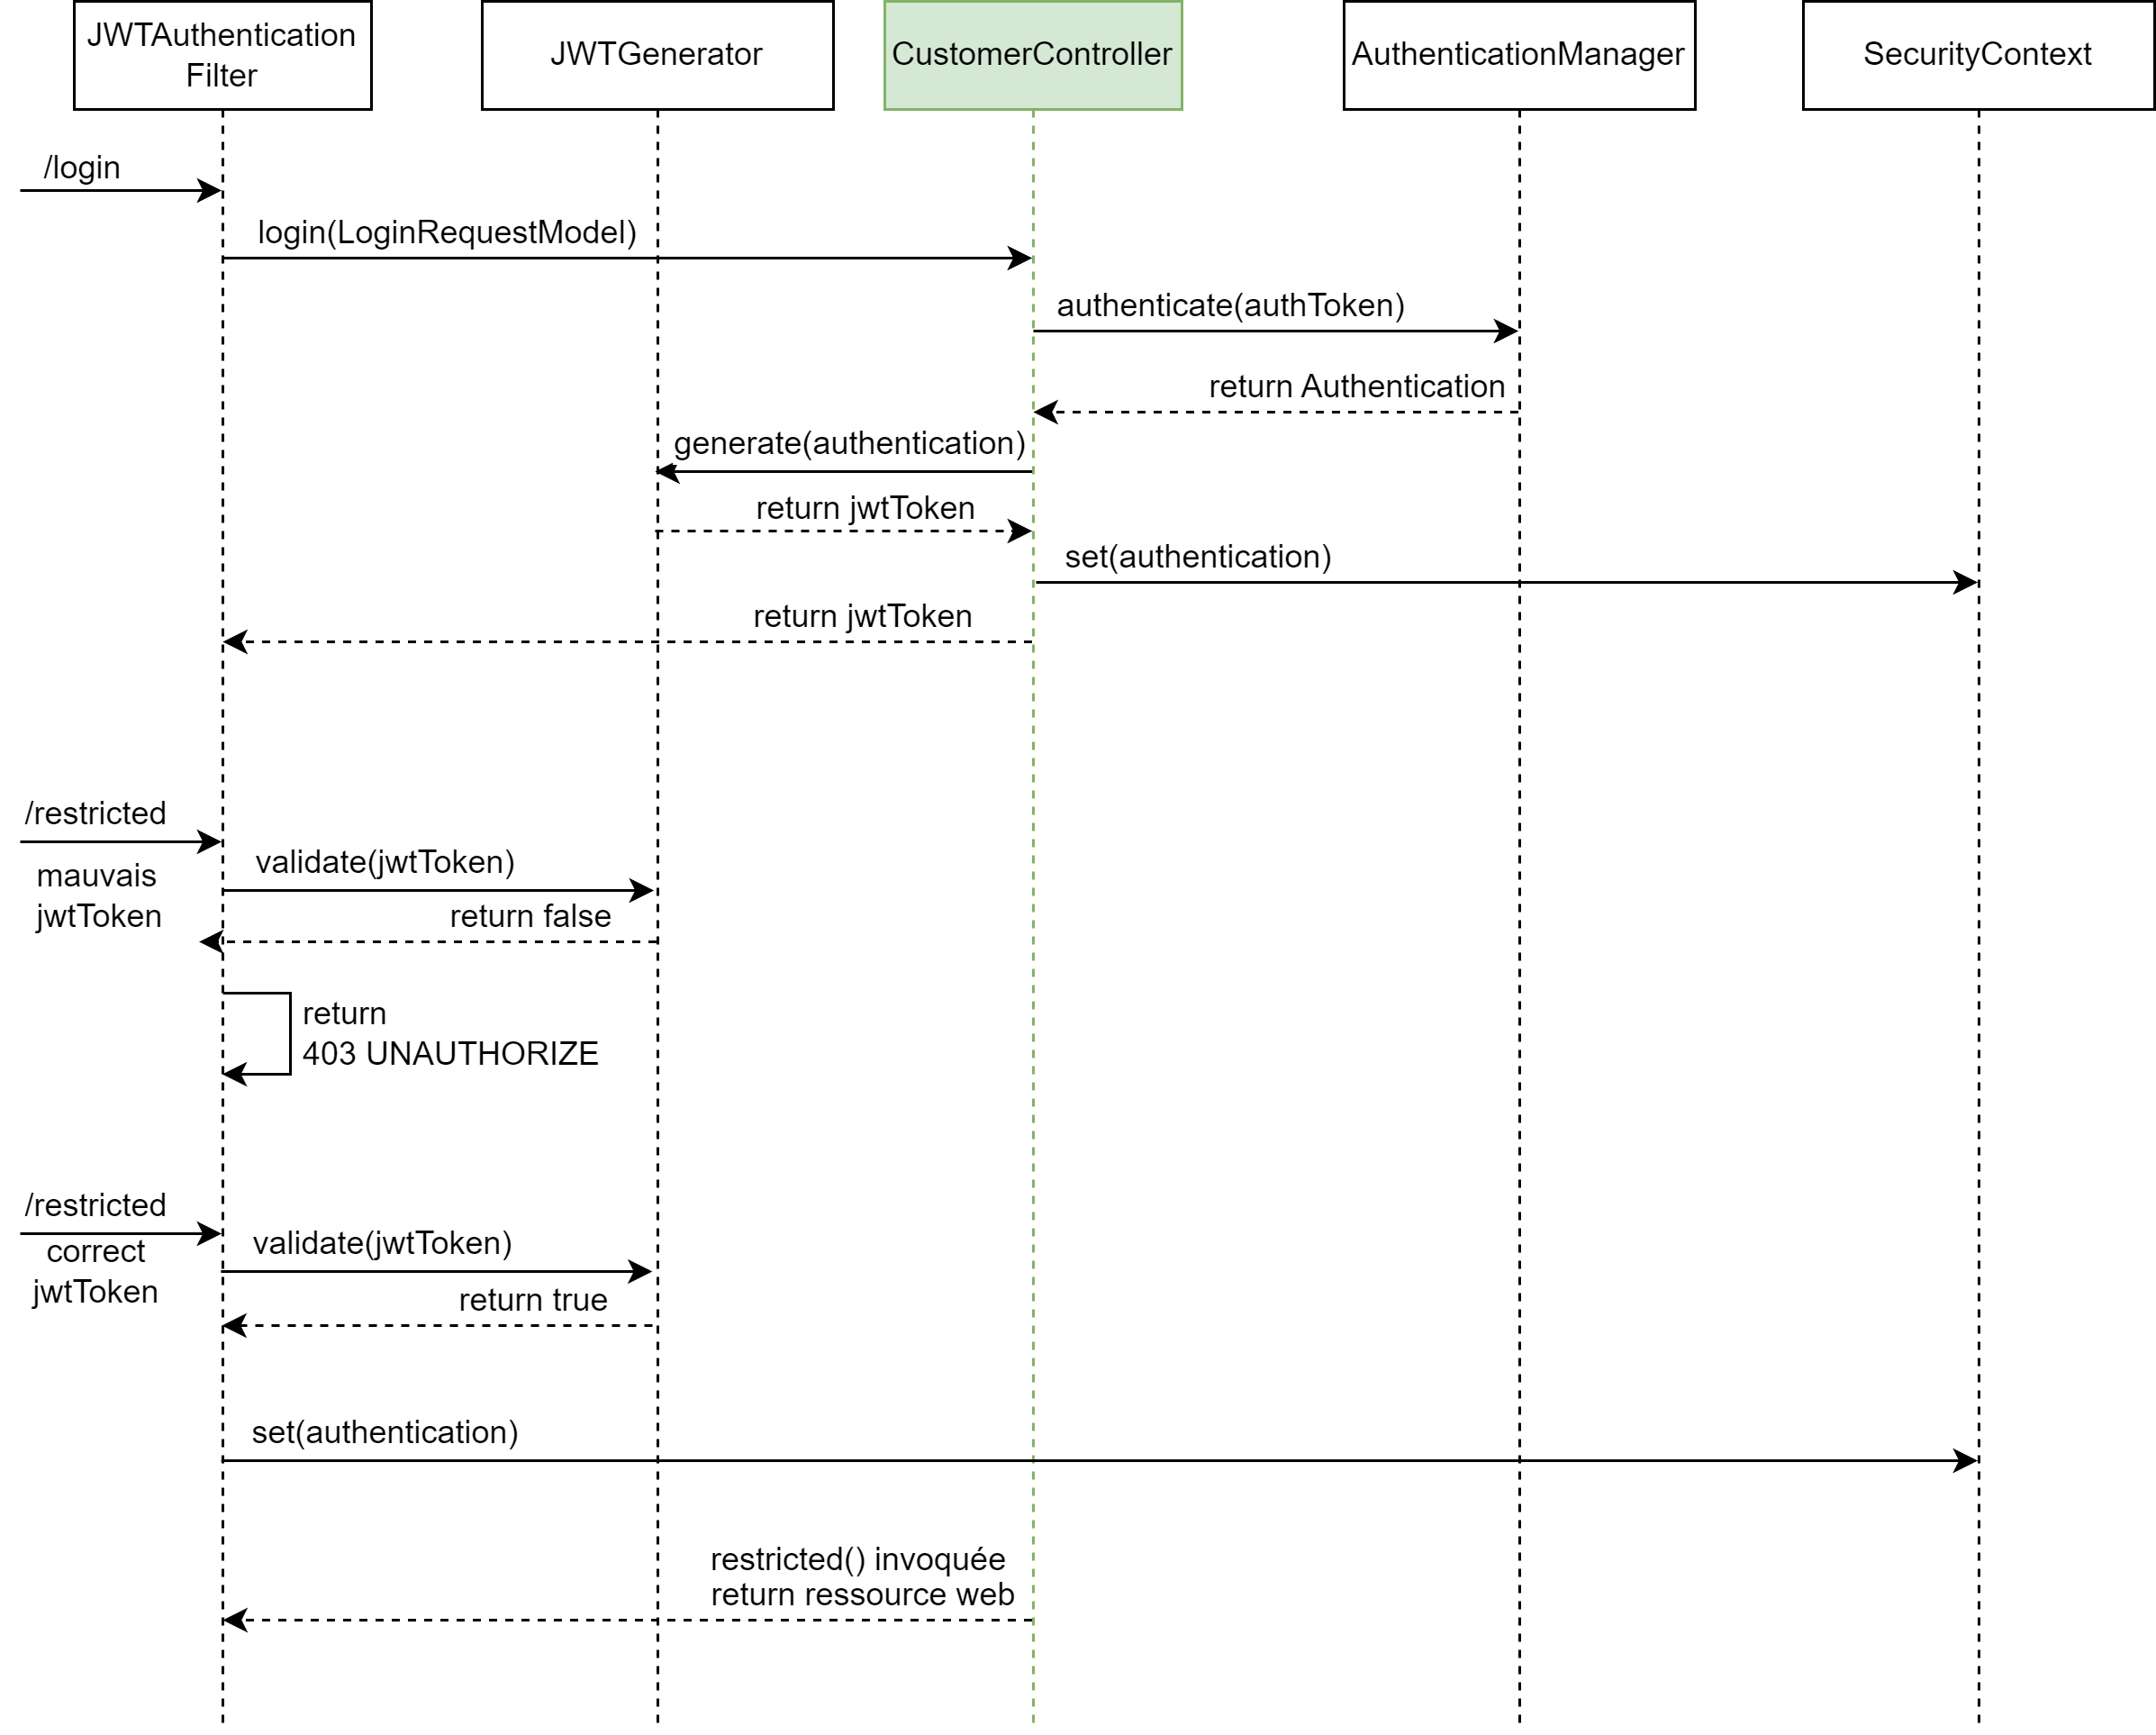 JWTAuthentication
Filter
JWTGenerator
CustomerController
AuthenticationManager
SecurityContext
/login
login(LoginRequestModel)
authenticate(authToken)
return Authentication
generate(authentication)
return jwtToken
set(authentication)
return jwtToken
/restricted
mauvais
jwtToken
validate(jwtToken)
return false
return
403 UNAUTHORIZE
/restricted
correct
jwtToken
validate(jwtToken)
return true
set(authentication)
restricted() invoquée
return ressource web